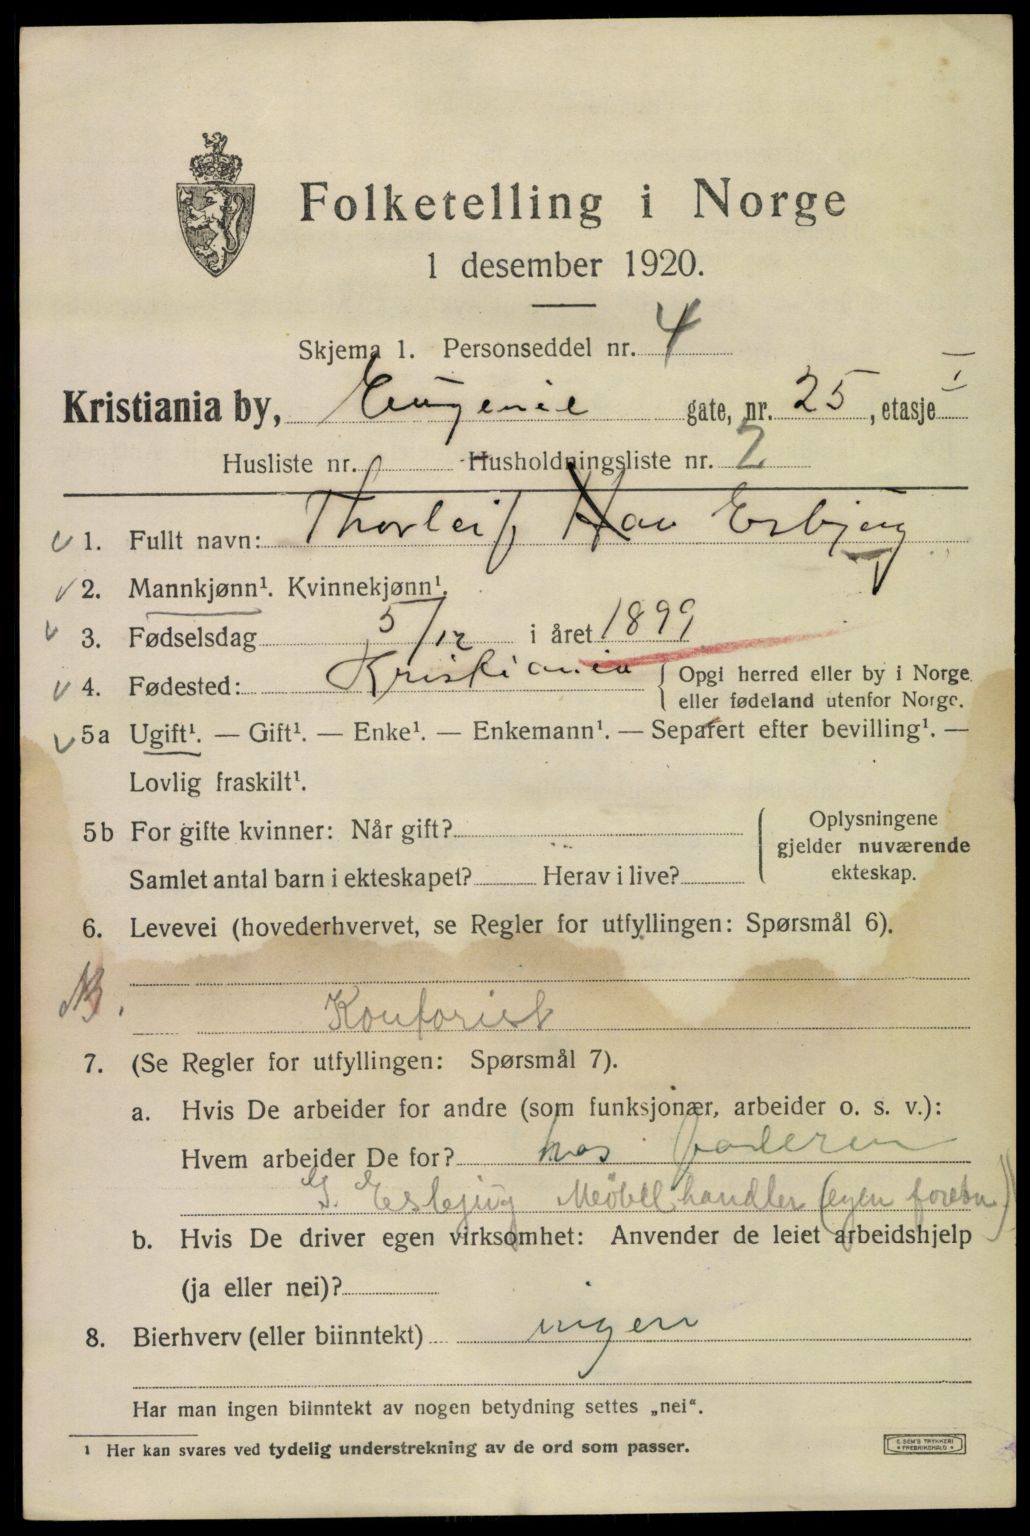 Folketelling i Norge
1 desember 1920.
Skjema 1. Personseddel nr. 4
Kristiania by, Eugenie gate, nr. 25, etasje I
Husliste nr. Husholdningsliste nr. 2
1. Fullt navn: Thorleif Esbjug
2. Mannkjønn¹. Kvinnekjønn¹.
3. Fødselsdag 5/12 i året 1899
4. Fødested: Kristiania { Opgi herred eller by i Norge
eller fødeland utenfor Norge.
5a Ugift¹. — Gift¹. — Enke¹. — Enkemann¹. — Separert efter bevilling¹. —
Lovlig fraskilt¹.
5b For gifte kvinner: Når gift? { Oplysningene
gjelder nuværende
Samlet antal barn i ekteskapet? Herav i live? ekteskap.
6. Levevei (hovederhvervet, se Regler for utfyllingen: Spørsmål 6).
Kontorist
7. (Se Regler for utfyllingen: Spørsmål 7).
a. Hvis De arbeider for andre (som funksjonær, arbeider o. s. v.):
Hvem arbeider De for? hos faderen
G. Esbjug Møbelhandler (egen forretn.)
b. Hvis De driver egen virksomhet: Anvender de leiet arbeidshjelp
(ja eller nei)?
8. Bierhverv (eller biinntekt) ingen
Har man ingen biinntekt av nogen betydning settes „nei“.
¹ Her kan svares ved tydelig understrekning av de ord som passer.
E. SEM'S TRYKKERI
FREDRIKSHALD